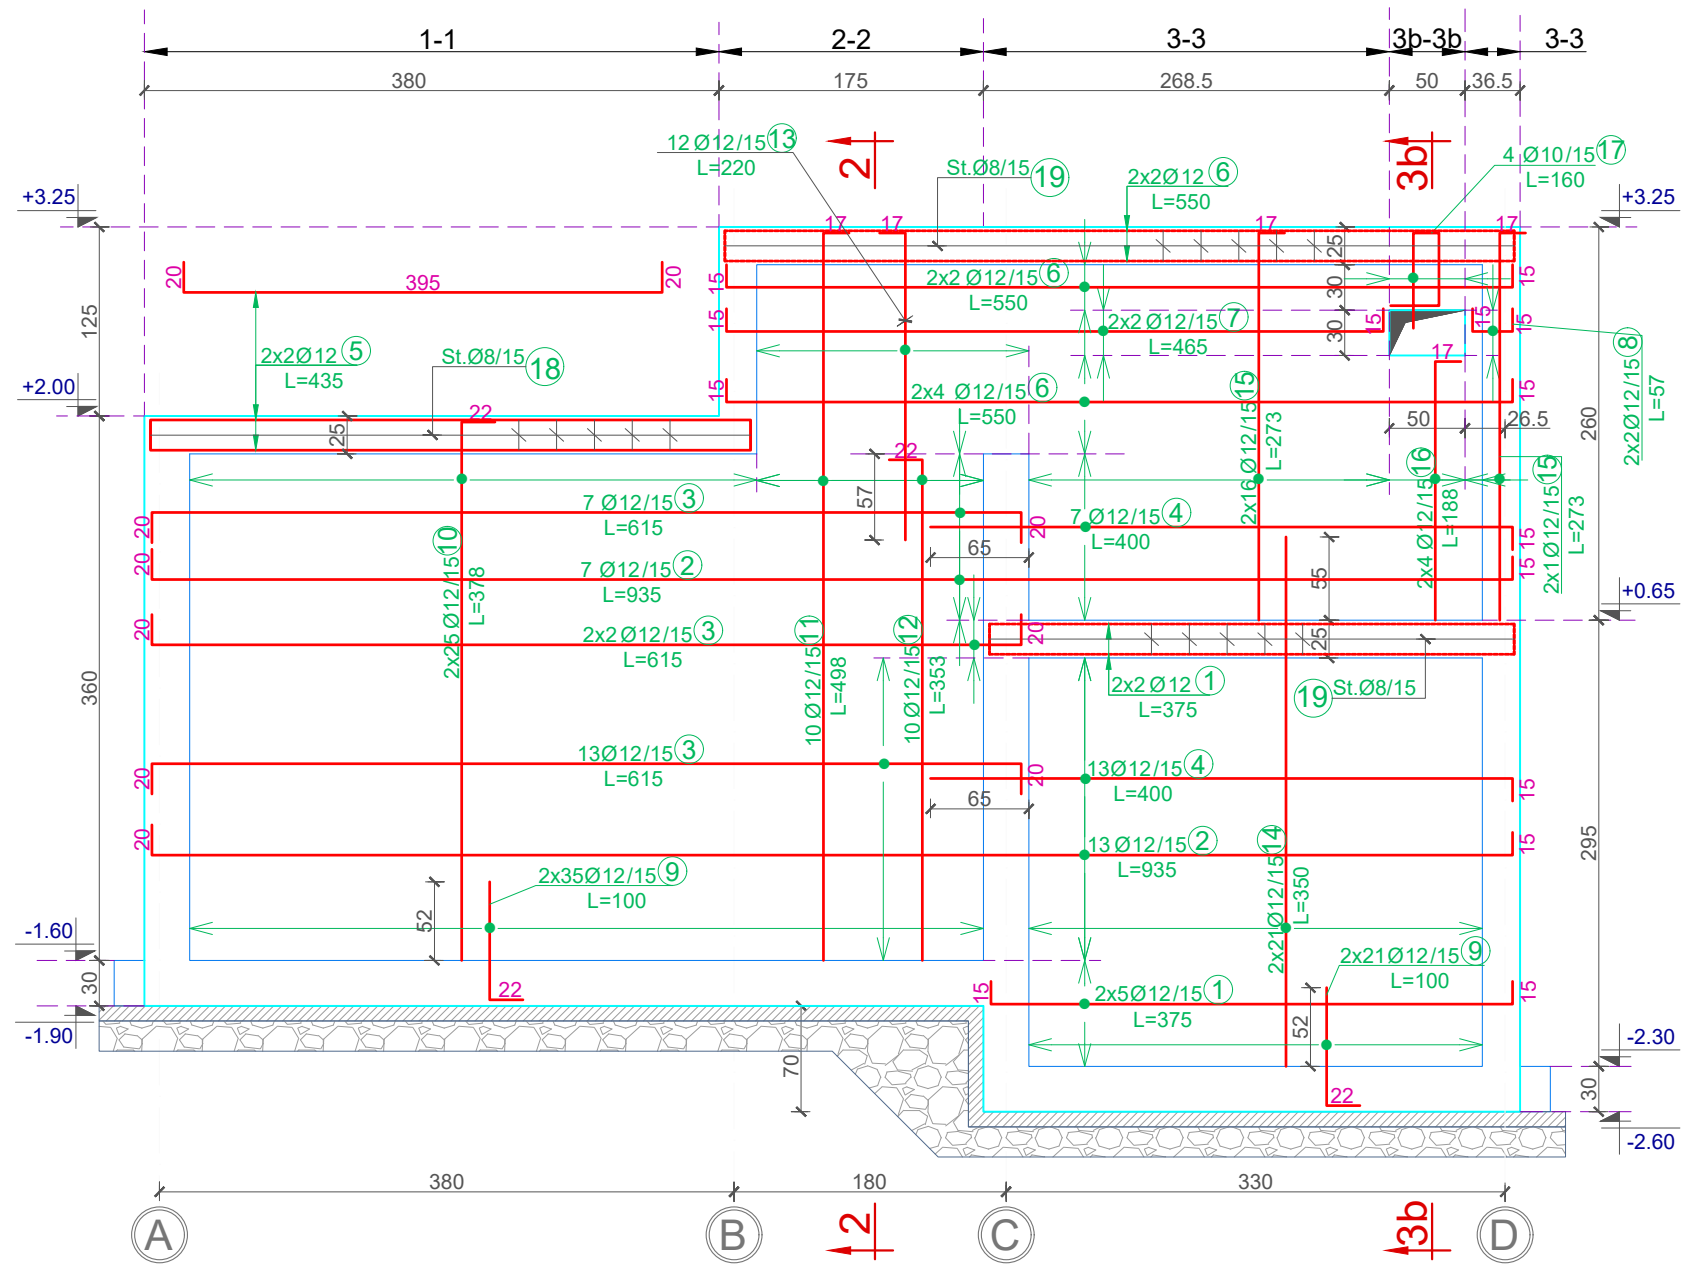 1-1
2-2
3-3
3b-3b
3-3
380
175
268.5
50
36.5
12 Ø12/15 13
L=220
2
St.Ø8/15 19
2x2Ø12 6
L=550
3b
4 Ø10/15 17
L=160
+3.25
+3.25
17
17
17
17
25
20
395
20
15
2x2 Ø12/15 6
L=550
30
15
125
15
2x2 Ø12/15 7
L=465
30
15
15
15
2x2Ø12 5
L=435
St.Ø8/15 18
17
2x2Ø12/15 8
L=57
+2.00
15
2x4 Ø12/15 6
L=550
15
22
25
50
26.5
260
22
57
2x16 Ø12/15 15
L=273
2x4 Ø12/15 16
L=188
2x1Ø12/15 15
L=273
7 Ø12/15 3
L=615
20
20
7 Ø12/15 4
L=400
15
65
20
7 Ø12/15 2
L=935
15
55
+0.65
2x25 Ø12/15 10
L=378
20
2x2 Ø12/15 3
L=615
20
25
10 Ø12/15 11
L=498
10 Ø12/15 12
L=353
360
2x2 Ø12 1
L=375
19 St.Ø8/15
13Ø12/15 3
L=615
20
20
13Ø12/15 4
L=400
15
65
20
13 Ø12/15 2
L=935
15
295
2x21Ø12/15 14
L=350
2x35Ø12/15 9
L=100
52
22
-1.60
30
-1.90
2x21Ø12/15 9
L=100
15
2x5Ø12/15 1
L=375
15
52
22
70
-2.30
30
-2.60
380
180
330
A
B
2
C
3b
D